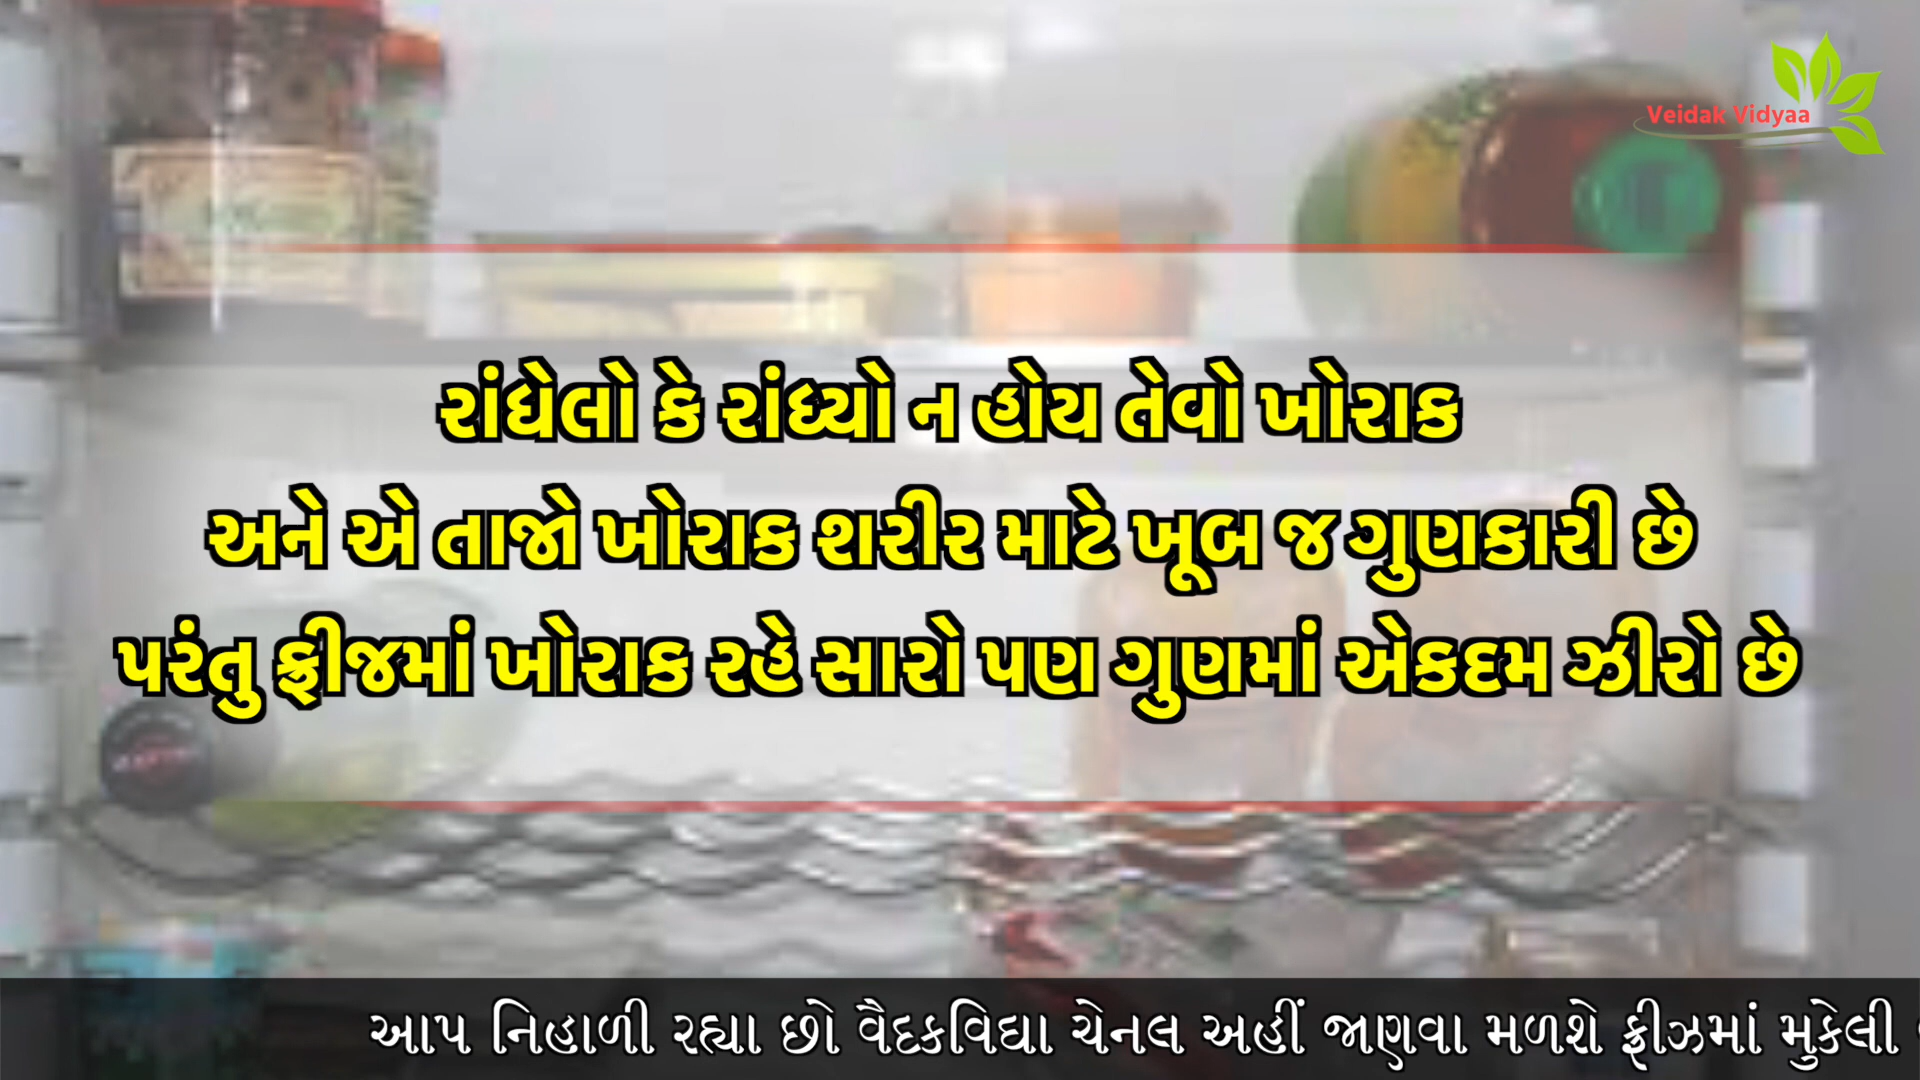 Veidak Vidyaa
રાંધેલો કે રાંધ્યો ન હોય તેવો ખોરાક
અને એ તાજો ખોરાક શરીર માટે ખૂબ જ ગુણકારી છે
પરંતુ ફ્રીજમાં ખોરાક રહે સારો પણ ગુણમાં એકદમ ઝીરો છે
આપ નિહાળી રહ્યા છો વૈદકવિદ્યા ચેનલ અહીં જાણવા મળશે ફ્રીઝમાં મુકેલી